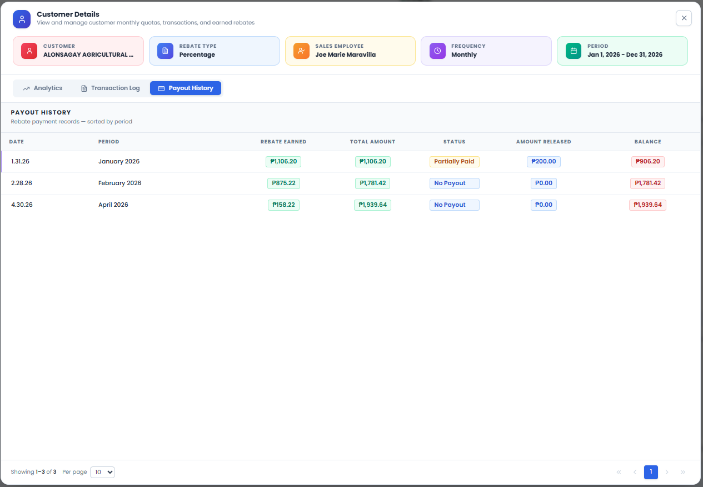 Customer Details
View and manage customer monthly quotas, transactions, and earned rebates
CUSTOMER
ALONSAGAY AGRICULTURAL ...
REBATE TYPE
Percentage
SALES EMPLOYEE
Joe Marie Maravilla
FREQUENCY
Monthly
PERIOD
Jan 1, 2026 - Dec 31, 2026
Analytics Transaction Log Payout History
PAYOUT HISTORY
Rebate payment records — sorted by period
DATE PERIOD REBATE EARNED TOTAL AMOUNT STATUS AMOUNT RELEASED BALANCE
1.31.26 January 2026 ₱1,106.20 ₱1,106.20 Partially Paid ₱200.00 ₱906.20
2.28.26 February 2026 ₱875.22 ₱1,781.42 No Payout ₱0.00 ₱1,781.42
4.30.26 April 2026 ₱158.22 ₱1,939.64 No Payout ₱0.00 ₱1,939.64
Showing 1–3 of 3 Per page 10 « ‹ 1 › »